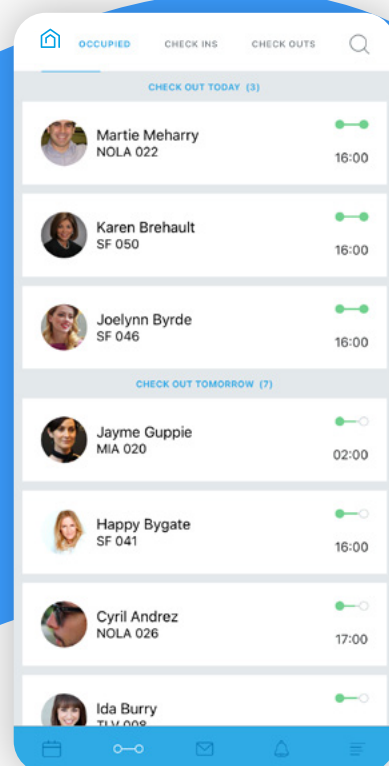 OCCUPIED CHECK INS CHECK OUTS
CHECK OUT TODAY (3)
Martie Meharry
NOLA 022
16:00
Karen Brehault
SF 050
16:00
Joelynn Byrde
SF 046
16:00
CHECK OUT TOMORROW (7)
Jayme Guppie
MIA 020
02:00
Happy Bygate
SF 041
16:00
Cyril Andrez
NOLA 026
17:00
Ida Burry
TLV 008